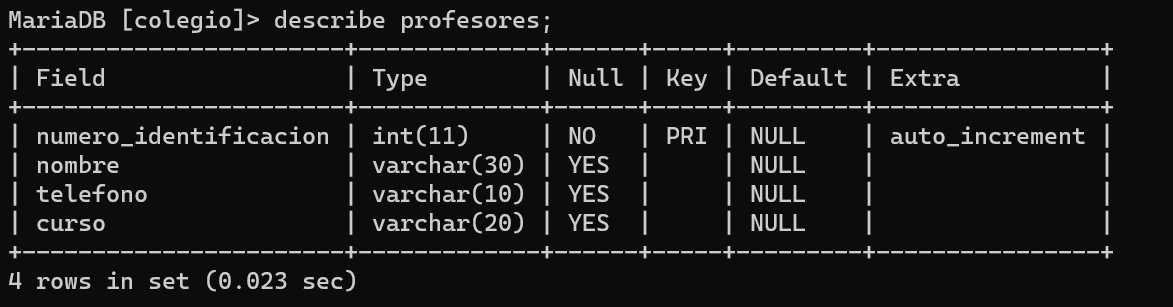 MariaDB [colegio]> describe profesores;
+-----------------------+-------------+------+-----+---------+----------------+
| Field                 | Type        | Null | Key | Default | Extra          |
+-----------------------+-------------+------+-----+---------+----------------+
| numero_identificacion | int(11)     | NO   | PRI | NULL    | auto_increment |
| nombre                | varchar(30) | YES  |     | NULL    |                |
| telefono              | varchar(10) | YES  |     | NULL    |                |
| curso                 | varchar(20) | YES  |     | NULL    |                |
+-----------------------+-------------+------+-----+---------+----------------+
4 rows in set (0.023 sec)